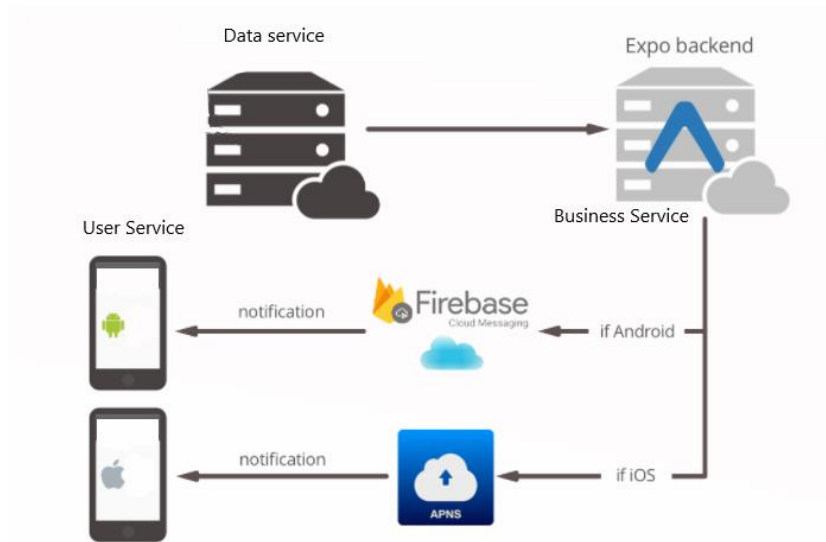 Data service
Expo backend
User Service
Business Service
notification
Firebase
Cloud Messaging
if Android
notification
APNS
if iOS